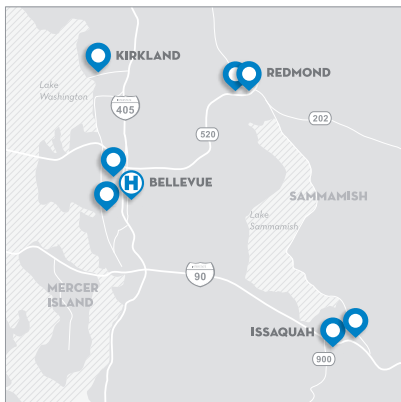 KIRKLAND
Lake
Washington
405
REDMOND
202
520
H
BELLEVUE
SAMMAMISH
Lake
Sammamish
90
MERCER
ISLAND
ISSAQUAH
900